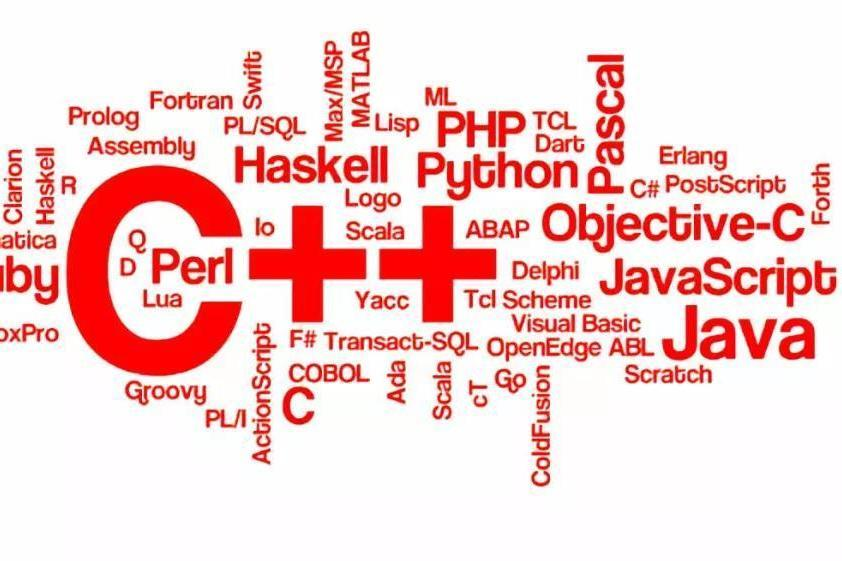 Swift
Max/MSP
MATLAB
Pascal
Fortran
Prolog
PL/SQL
Lisp
ML
PHP
TCL
Dart
Assembly
Haskell
Python
Erlang
Clarion
Haskell
R
C# PostScript
Forth
Logo
C++
Io
Scala
ABAP
Objective-C
atica
Q
D
Perl
uby
Delphi
JavaScript
Lua
Yacc
Tcl Scheme
oxPro
F# Transact-SQL
Visual Basic
OpenEdge ABL
Java
Groovy
COBOL
Ada
Scala
cT
Go
Scratch
PL/I
ActionScript
C
ColdFusion